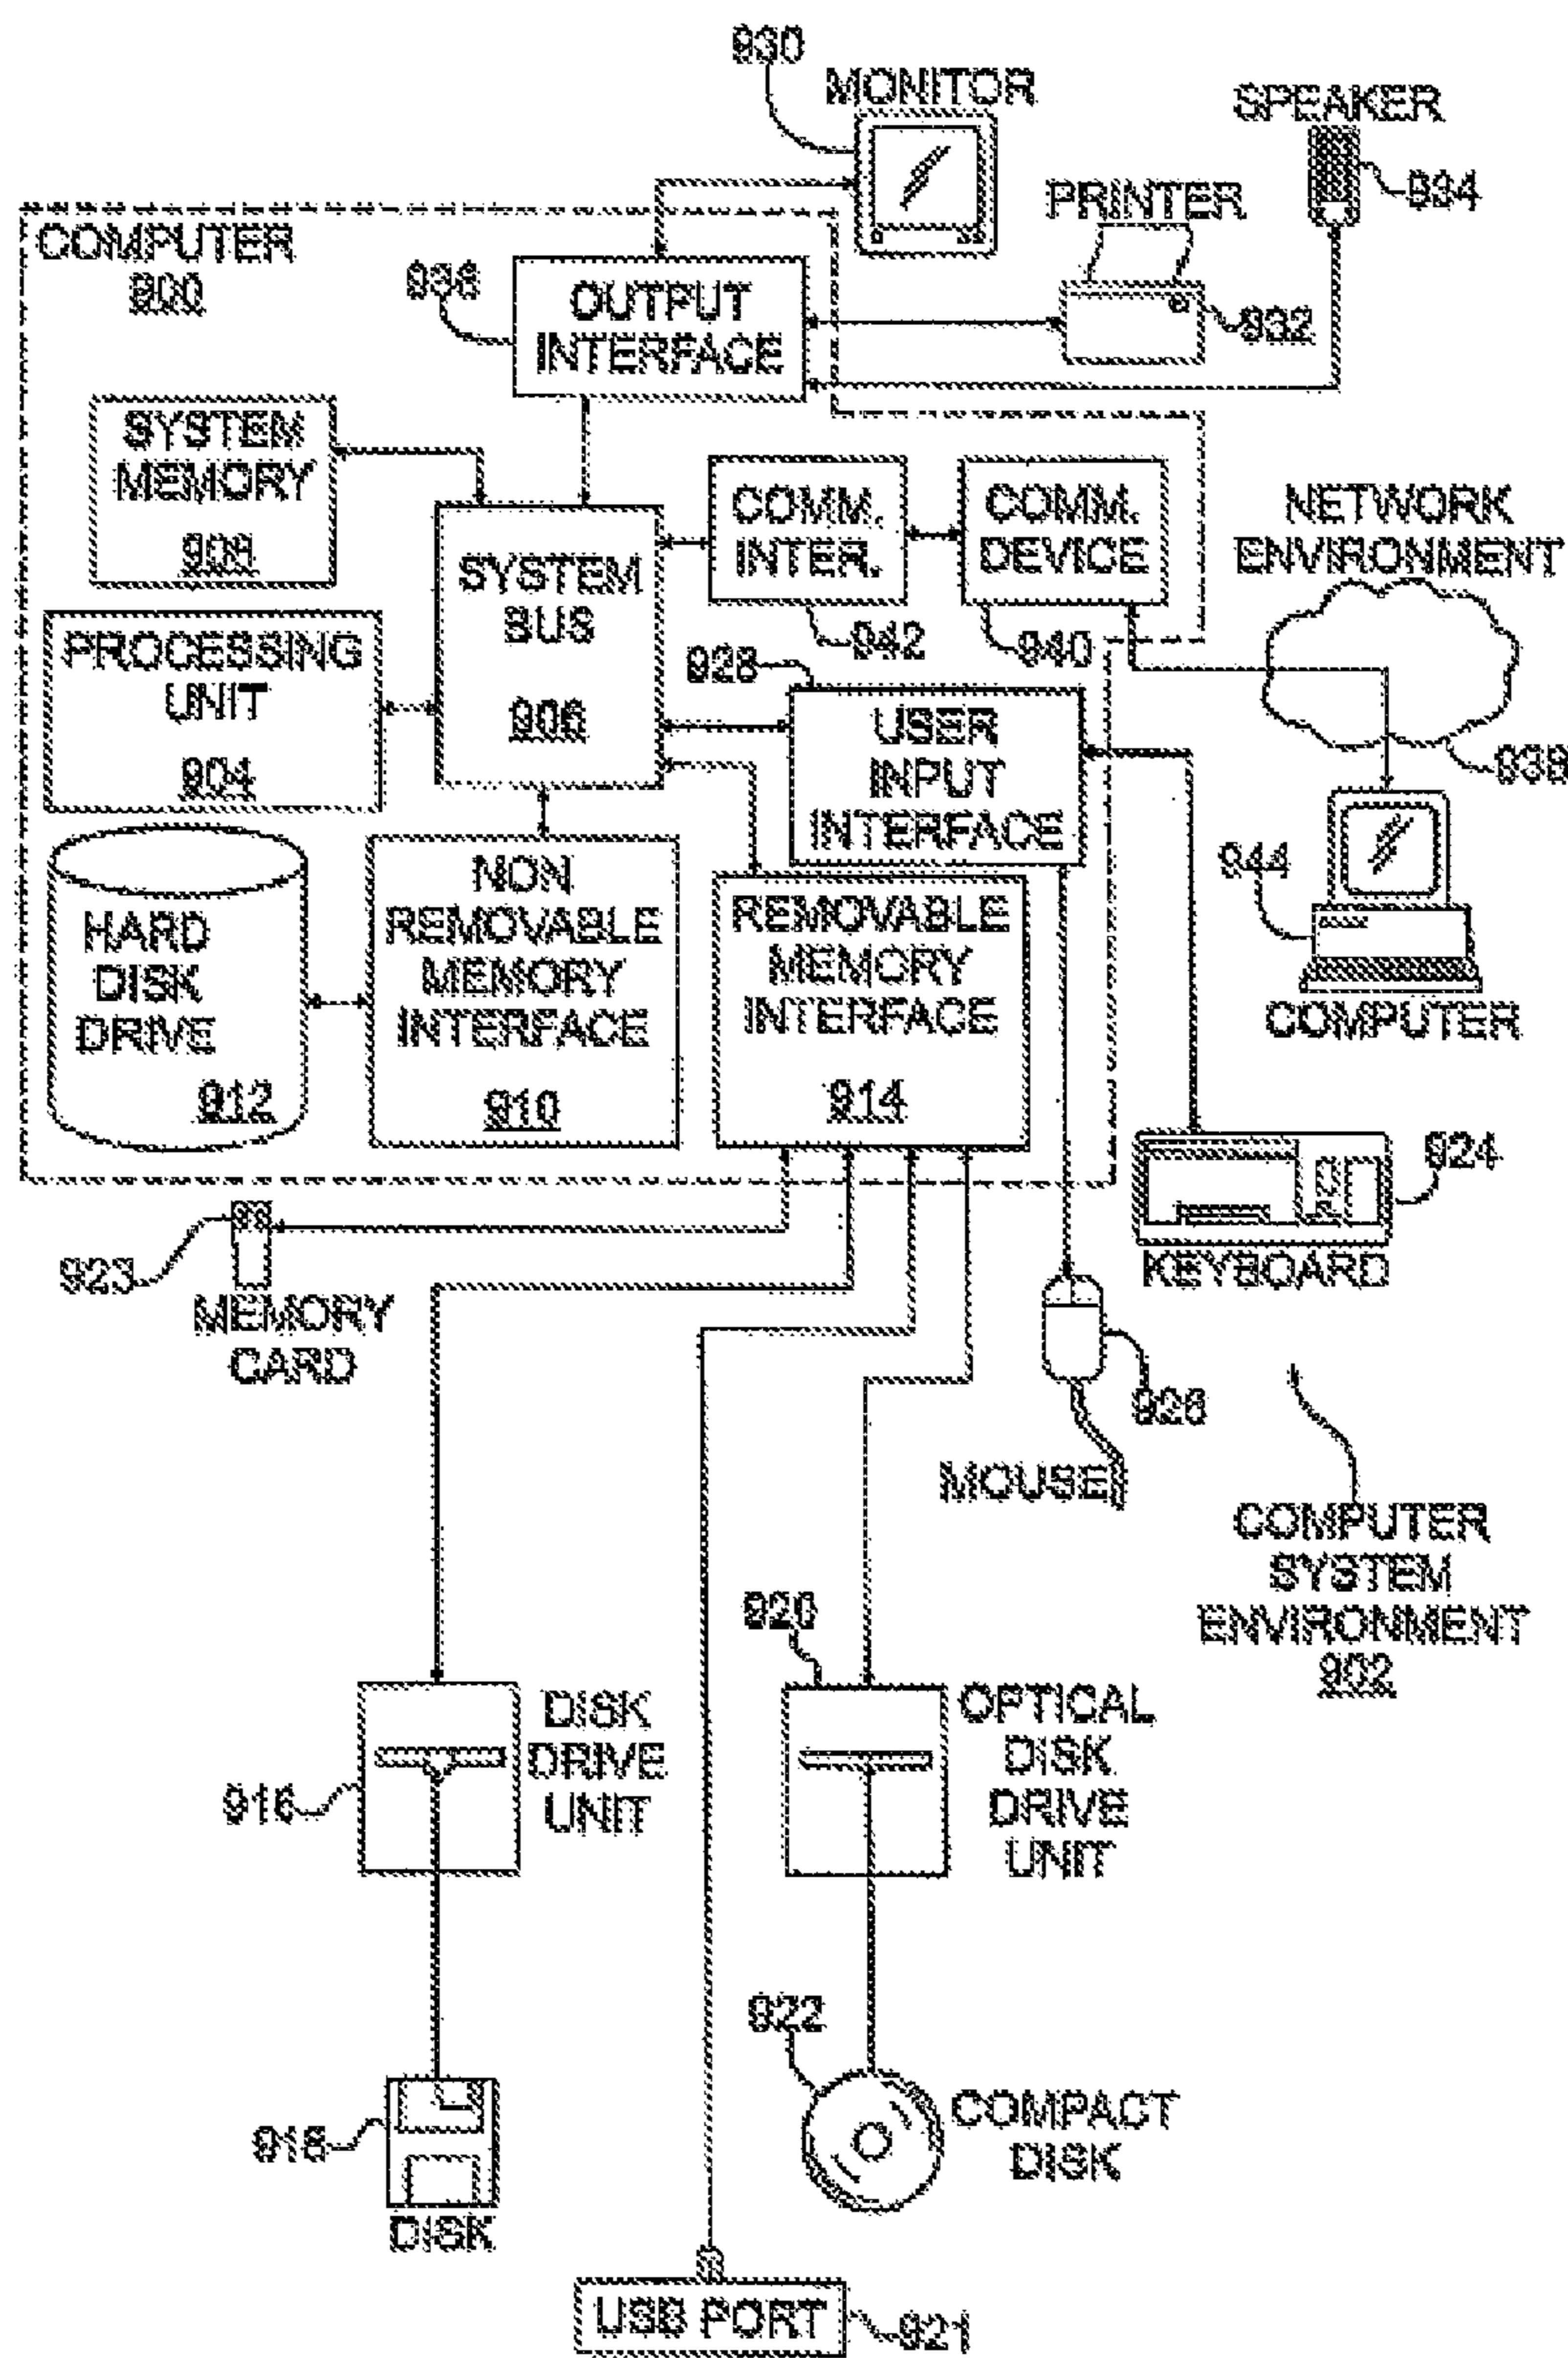 930
MONITOR
SPEAKER
934
PRINTER
932
COMPUTER
900
936
OUTPUT
INTERFACE
SYSTEM
MEMORY
908
COMM.
INTER.
942
COMM.
DEVICE
940
NETWORK
ENVIRONMENT
938
SYSTEM
BUS
906
PROCESSING
UNIT
904
928
USER
INPUT
INTERFACE
944
COMPUTER
HARD
DISK
DRIVE
912
NON
REMOVABLE
MEMORY
INTERFACE
910
REMOVABLE
MEMORY
INTERFACE
914
924
KEYBOARD
923
MEMORY
CARD
926
MOUSE
COMPUTER
SYSTEM
ENVIRONMENT
902
916
DISK
DRIVE
UNIT
920
OPTICAL
DISK
DRIVE
UNIT
918
DISK
922
COMPACT
DISK
USB PORT
921